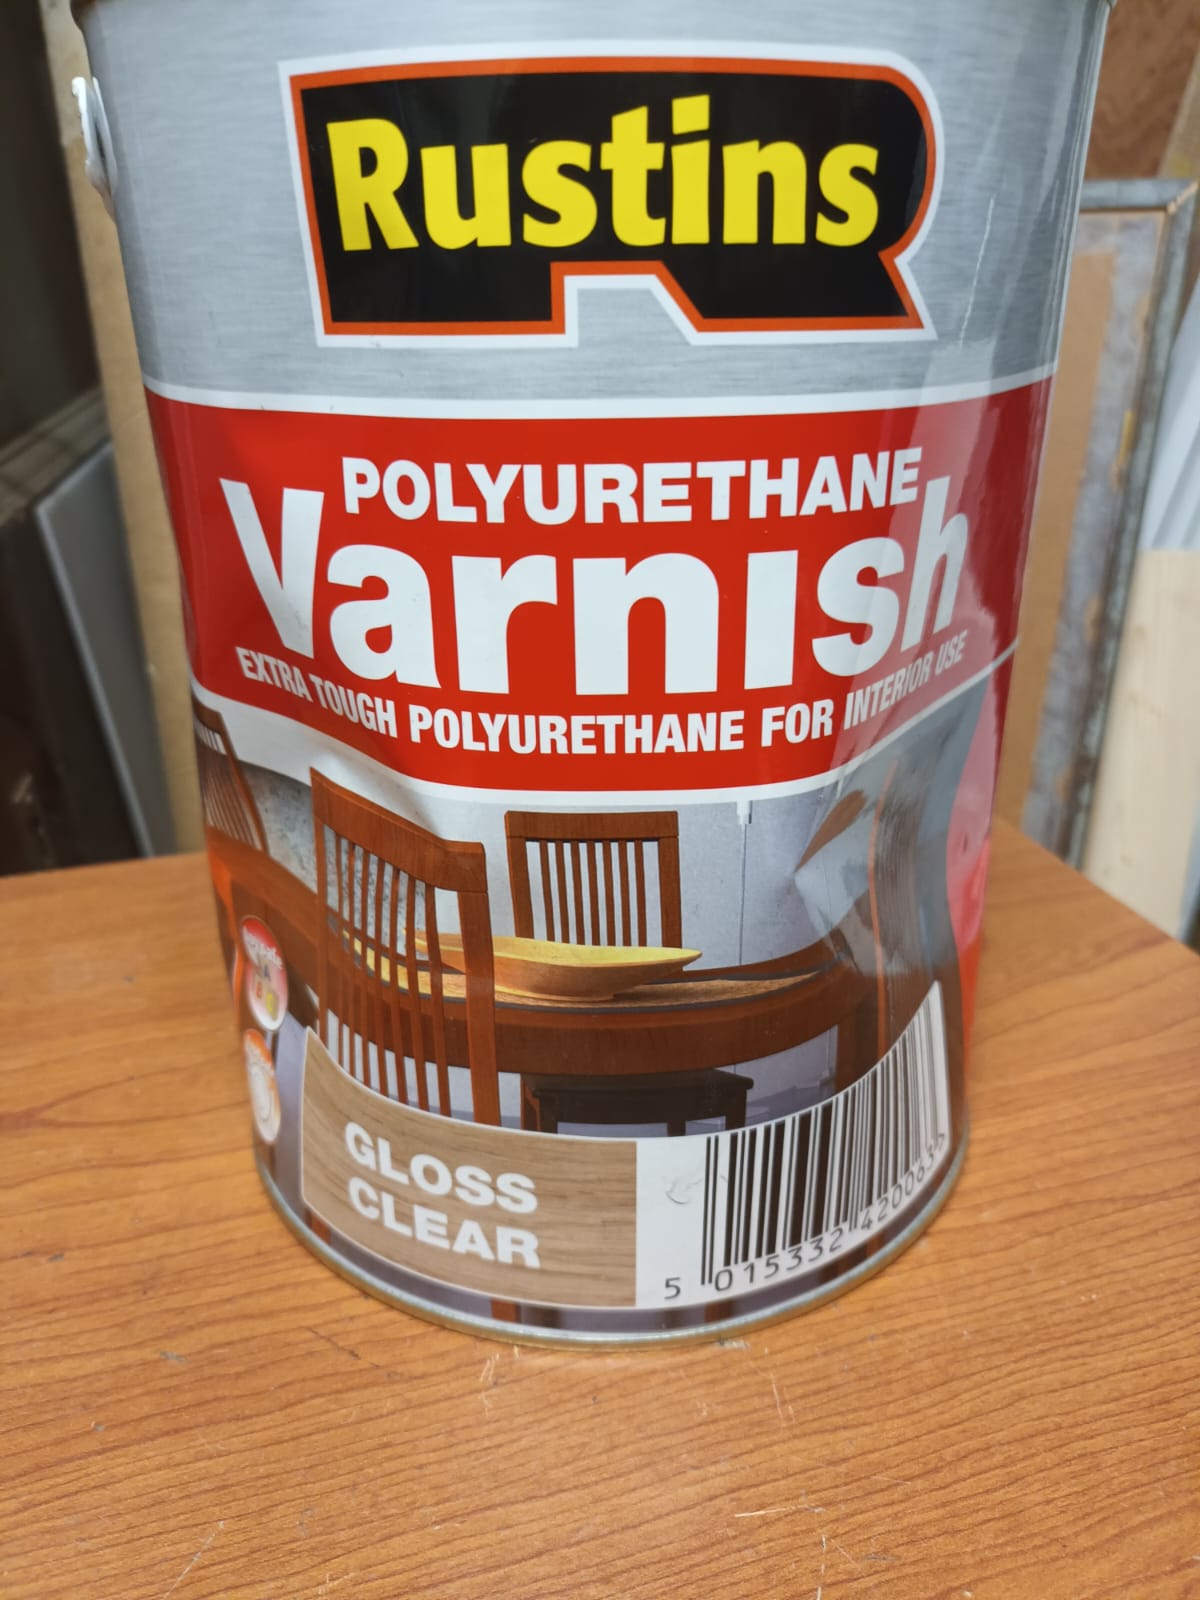 Rustins
POLYURETHANE
Varnish
EXTRA TOUGH POLYURETHANE FOR INTERIOR USE
GLOSS
CLEAR
5 015332 420063